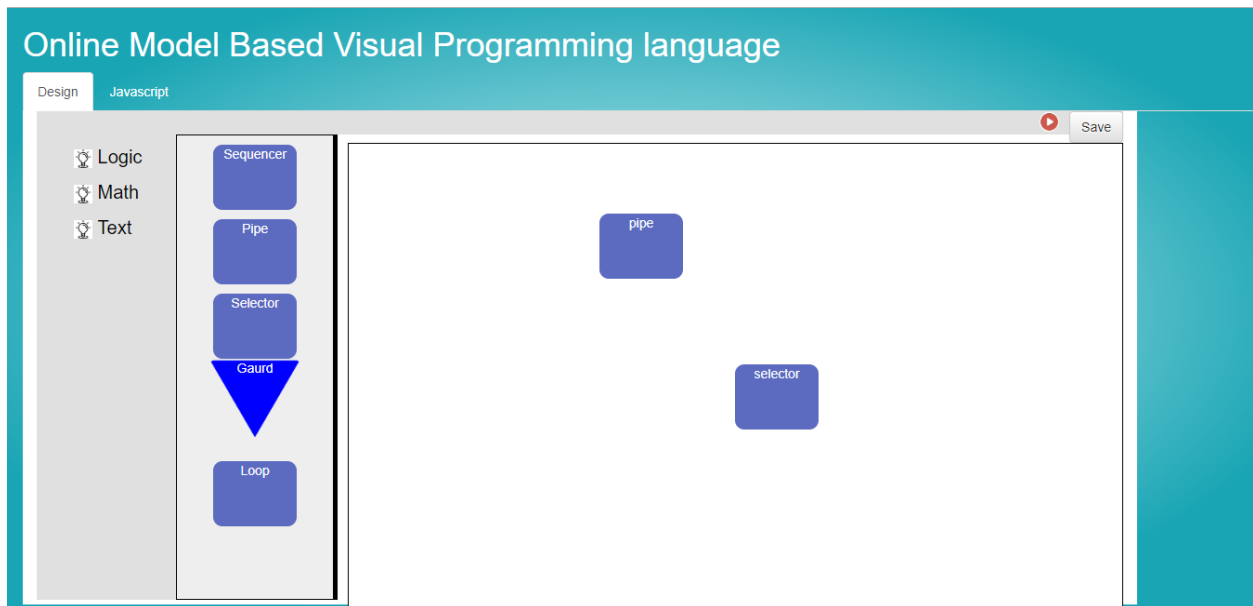 Online Model Based Visual Programming language
Design
Javascript
Save
Logic
Math
Text
Sequencer
Pipe
Selector
Gaurd
Loop
pipe
selector